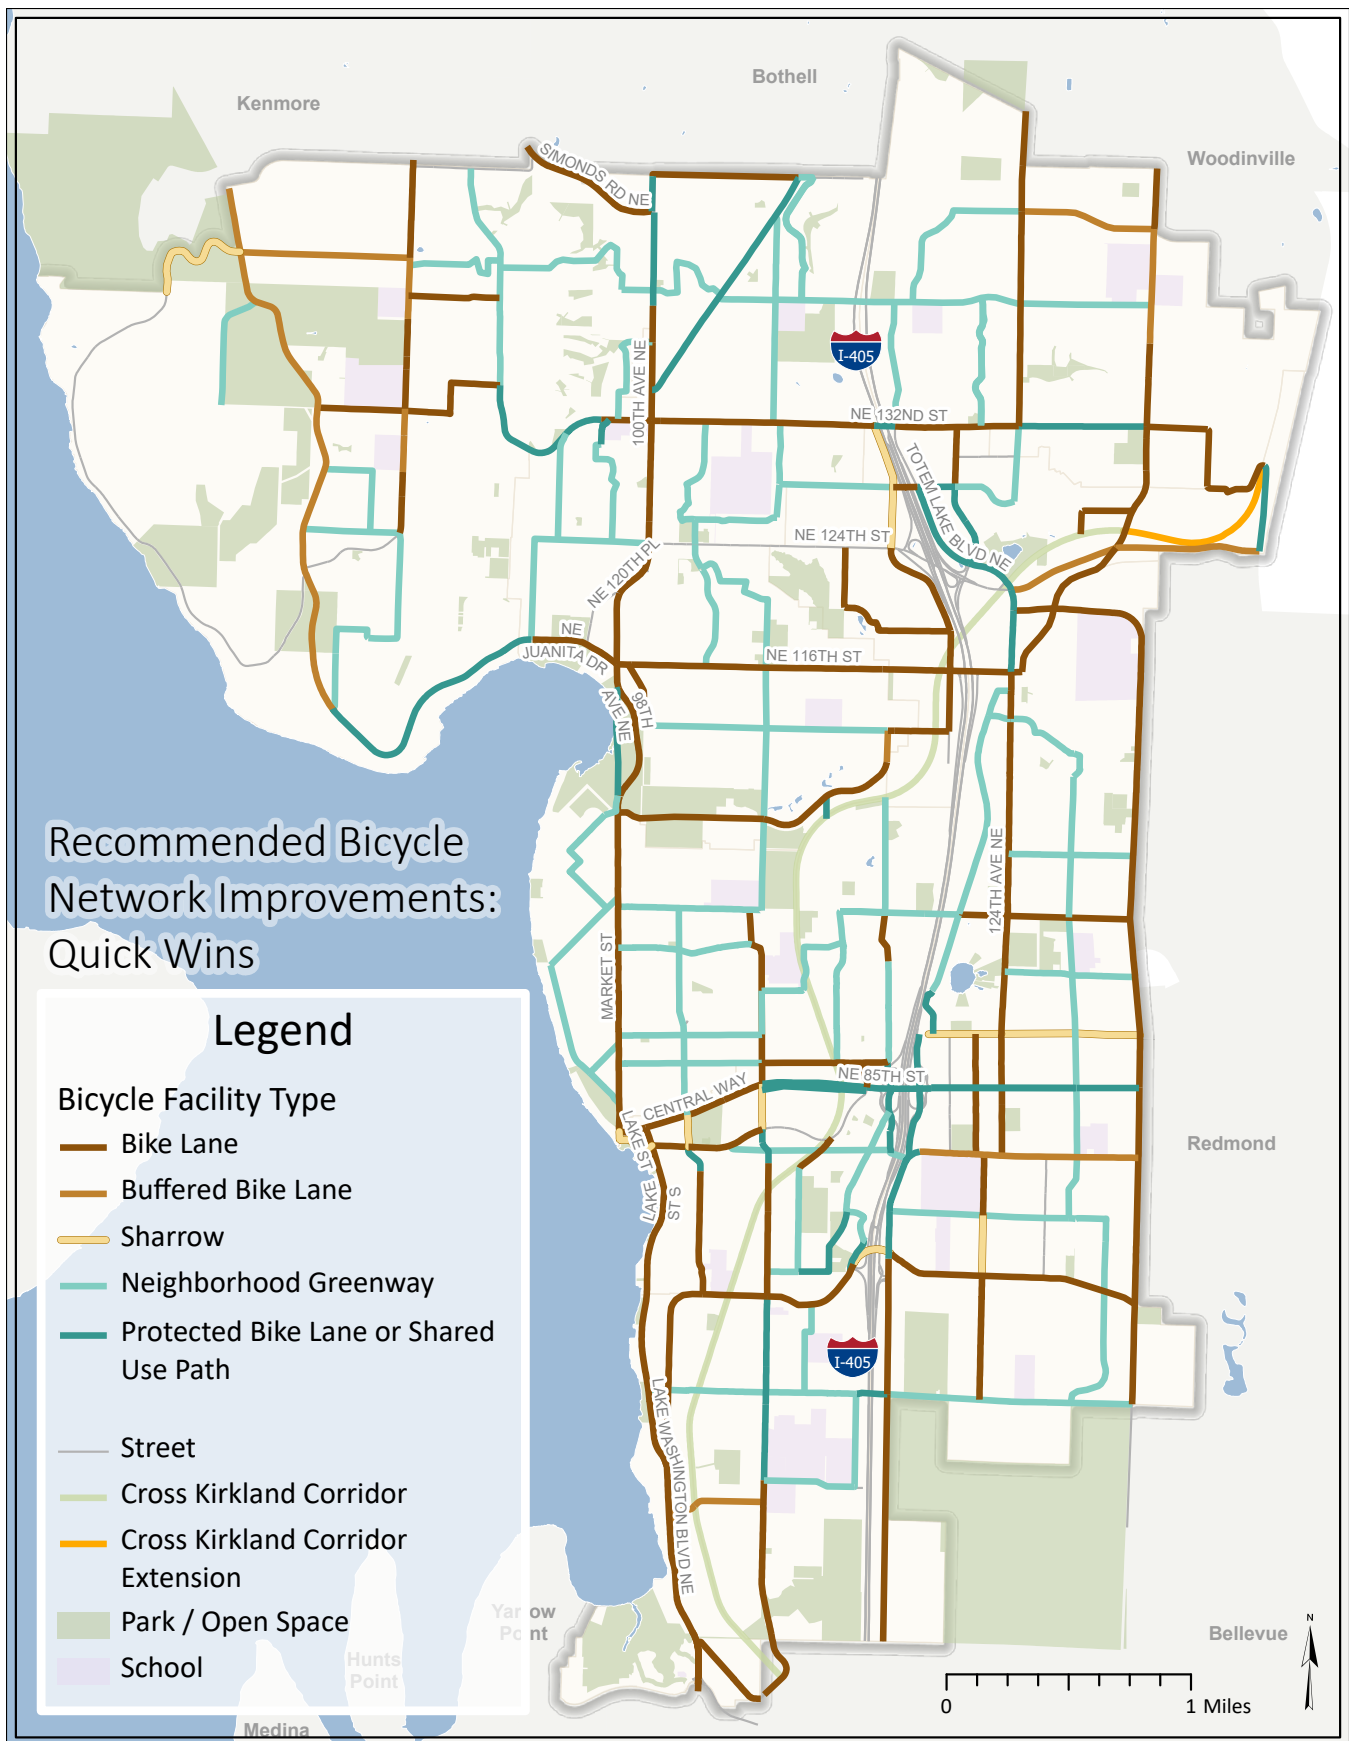 Kenmore
Bothell
Woodinville
SIMONDS RD NE
I-405
100TH AVE NE
NE 132ND ST
TOTEM LAKE BLVD NE
NE 124TH ST
NE 120TH PL
NE
JUANITA DR
NE 116TH ST
98TH
AVE NE
124TH AVE NE
MARKET ST
Recommended Bicycle
Network Improvements:
Quick Wins
NE 85TH ST
CENTRAL WAY
LAKE ST
LAKE
ST S
Redmond
I-405
LAKE WASHINGTON BLVD NE
Legend
Bicycle Facility Type
Bike Lane
Buffered Bike Lane
Sharrow
Neighborhood Greenway
Protected Bike Lane or Shared
Use Path
Street
Cross Kirkland Corridor
Cross Kirkland Corridor
Extension
Park / Open Space
School
Yarrow
Point
Hunts
Point
Medina
Bellevue
N
0
1 Miles